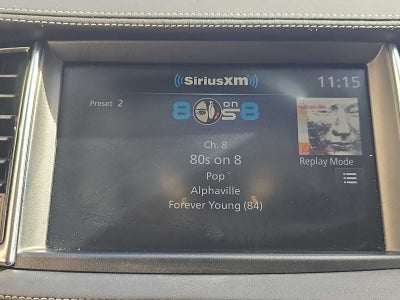 SiriusXM
11:15
Preset 2
80s on 8
Ch. 8
80s on 8
Replay Mode
Pop
Alphaville
Forever Young (84)